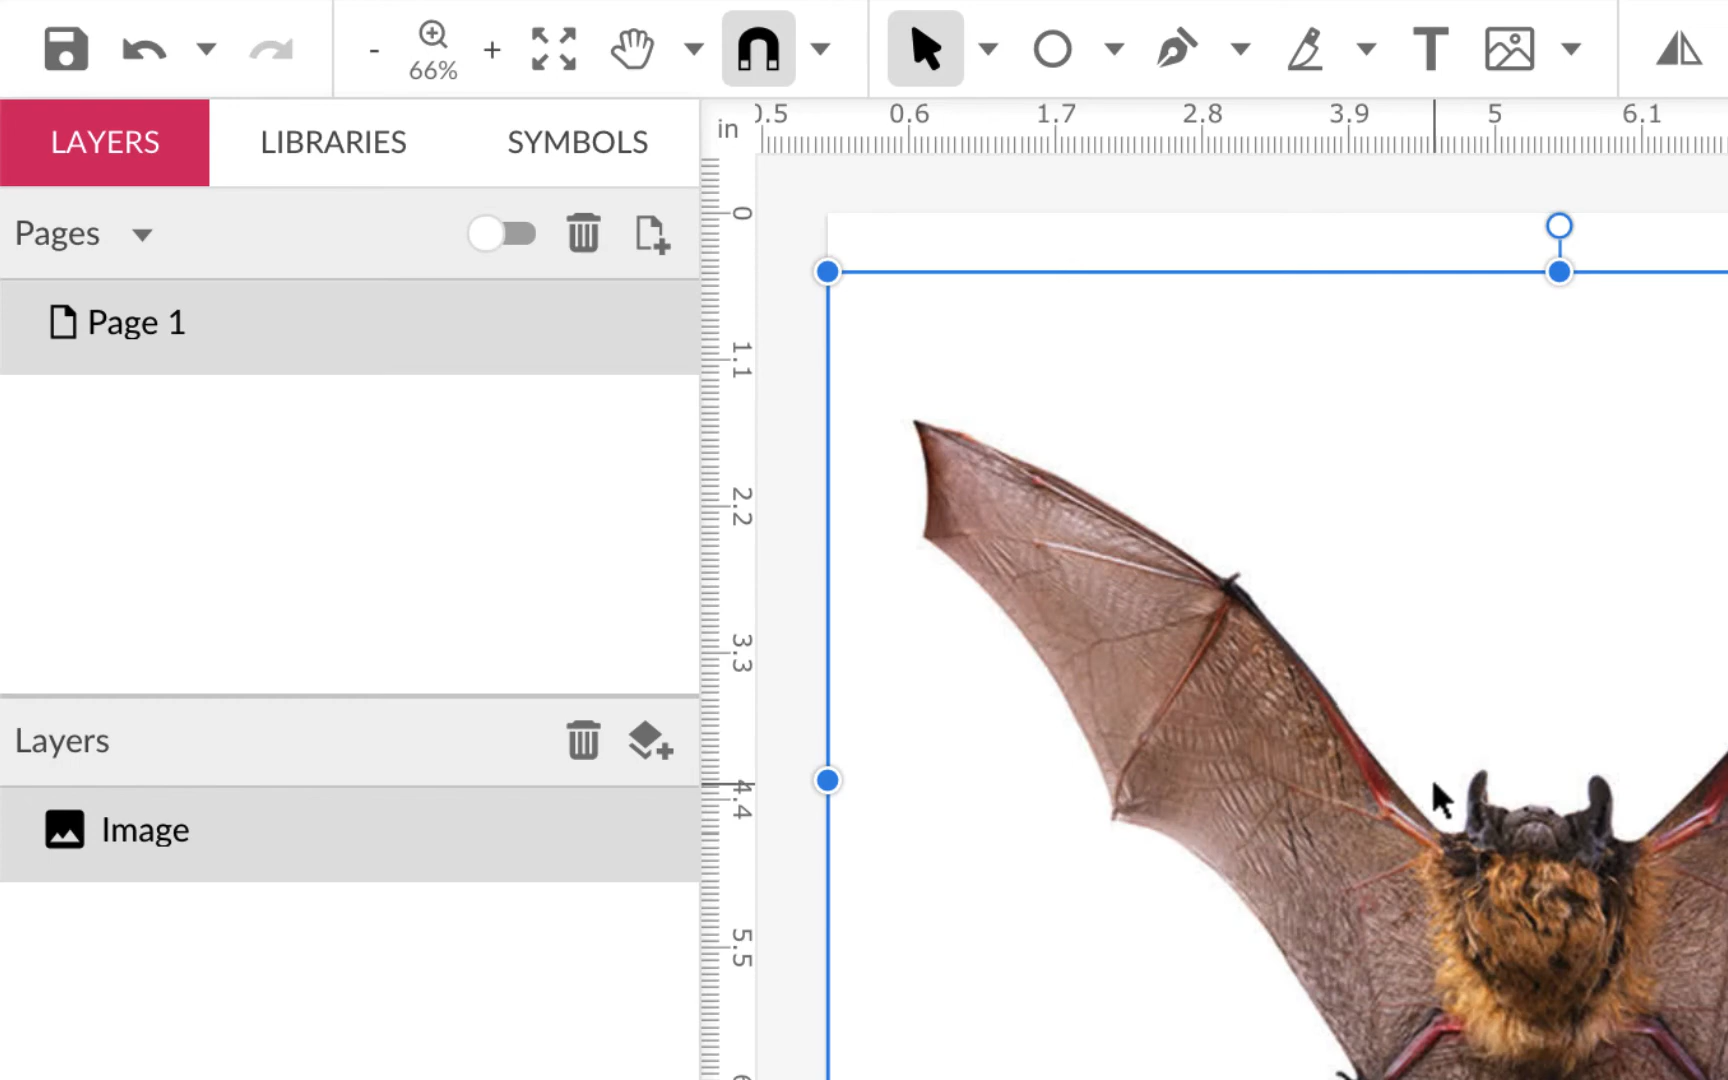 - 66% +
T
LAYERS LIBRARIES SYMBOLS
in 0.5 0.6 1.7 2.8 3.9 5 6.1
Pages
Page 1
Layers
Image
0
1.1
2.2
3.3
4.4
5.5